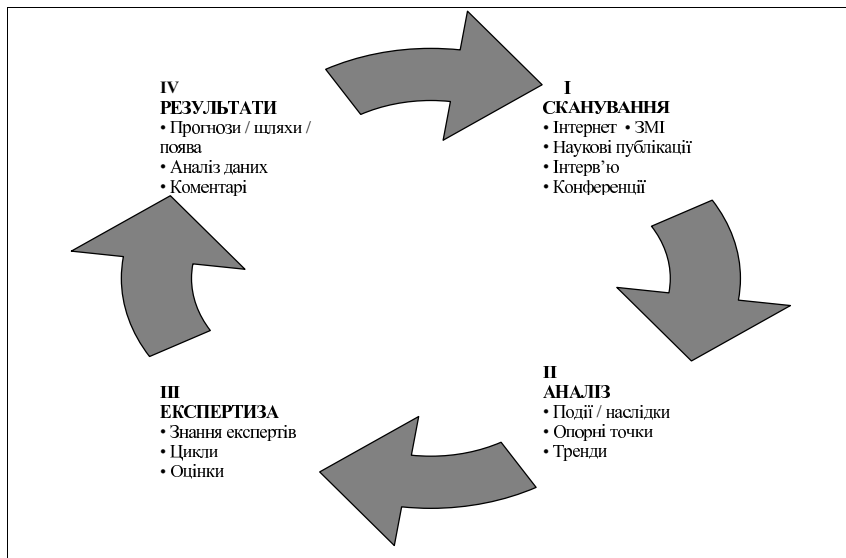 I
СКАНУВАННЯ
• Інтернет • ЗМІ
• Наукові публікації
• Інтерв’ю
• Конференції
II
АНАЛІЗ
• Події / наслідки
• Опорні точки
• Тренди
III
ЕКСПЕРТИЗА
• Знання експертів
• Цикли
• Оцінки
IV
РЕЗУЛЬТАТИ
• Прогнози / шляхи /
поява
• Аналіз даних
• Коментарі